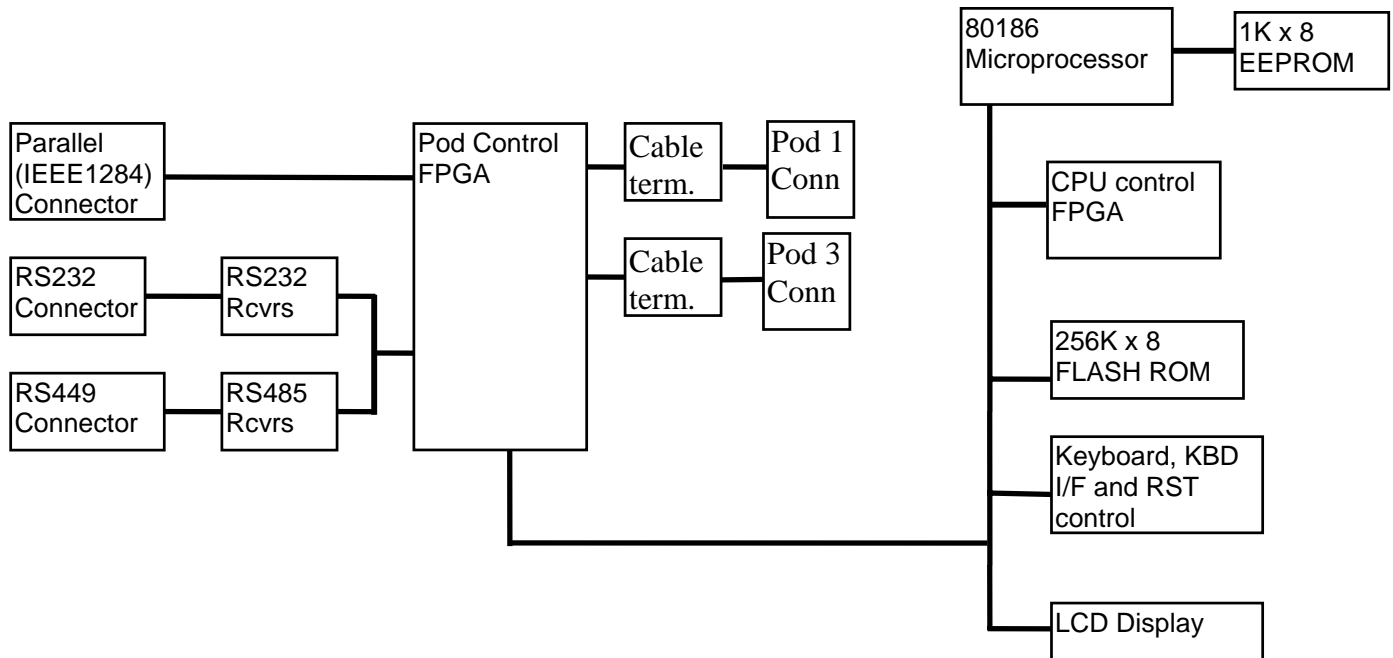 80186
Microprocessor
1K x 8
EEPROM
Parallel
(IEEE1284)
Connector
Pod Control
FPGA
Cable
term.
Pod 1
Conn
CPU control
FPGA
RS232
Connector
RS232
Rcvrs
Cable
term.
Pod 3
Conn
256K x 8
FLASH ROM
RS449
Connector
RS485
Rcvrs
Keyboard, KBD
I/F and RST
control
LCD Display